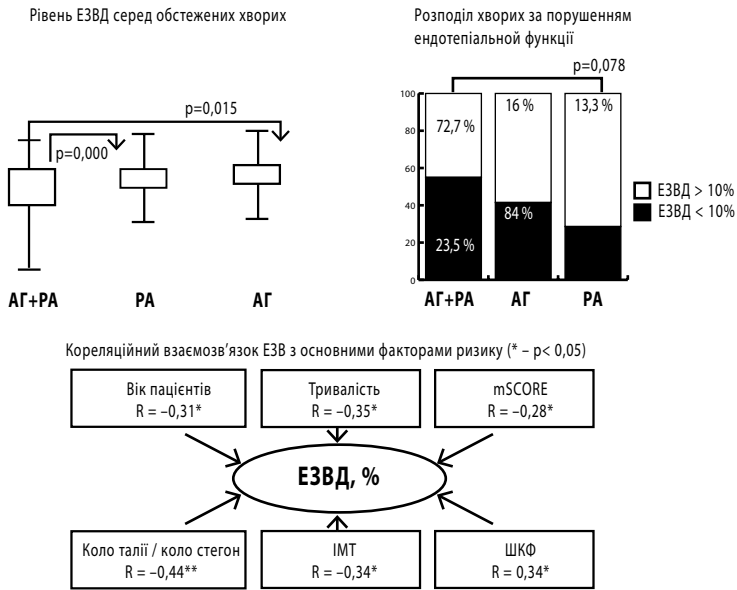 Рівень ЕЗВД серед обстежених хворих
p=0,015
p=0,000
АГ+РА РА АГ
Розподіл хворих за порушенням
ендотепіальної функції
p=0,078
100
80
60
40
20
0
72,7 % 16 % 13,3 %
84 %
23,5 %
АГ+РА АГ РА
ЕЗВД > 10%
ЕЗВД < 10%
Кореляційний взаємозв'язок ЕЗВ з основними факторами ризику (* – p< 0,05)
Вік пацієнтів
R = –0,31*
Тривалість
R = –0,35*
mSCORE
R = –0,28*
ЕЗВД, %
Коло талії / коло стегон
R = –0,44**
ІМТ
R = –0,34*
ШКФ
R = 0,34*